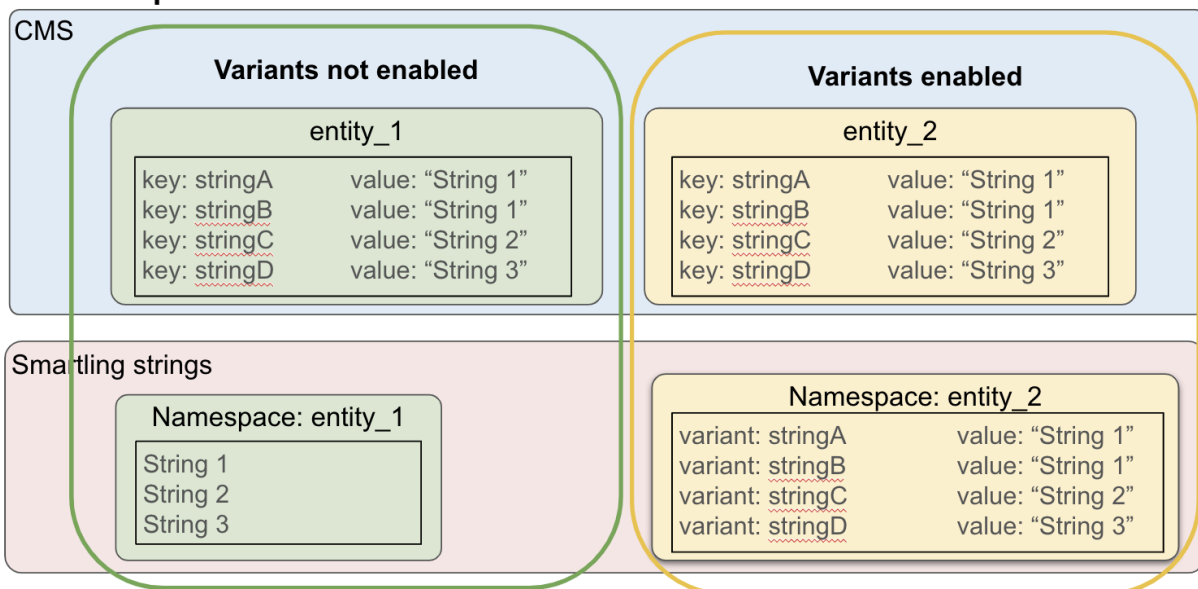 CMS
Variants not enabled
entity_1
key: stringA value: “String 1”
key: stringB value: “String 1”
key: stringC value: “String 2”
key: stringD value: “String 3”
Variants enabled
entity_2
key: stringA value: “String 1”
key: stringB value: “String 1”
key: stringC value: “String 2”
key: stringD value: “String 3”
Smartling strings
Namespace: entity_1
String 1
String 2
String 3
Namespace: entity_2
variant: stringA value: “String 1”
variant: stringB value: “String 1”
variant: stringC value: “String 2”
variant: stringD value: “String 3”